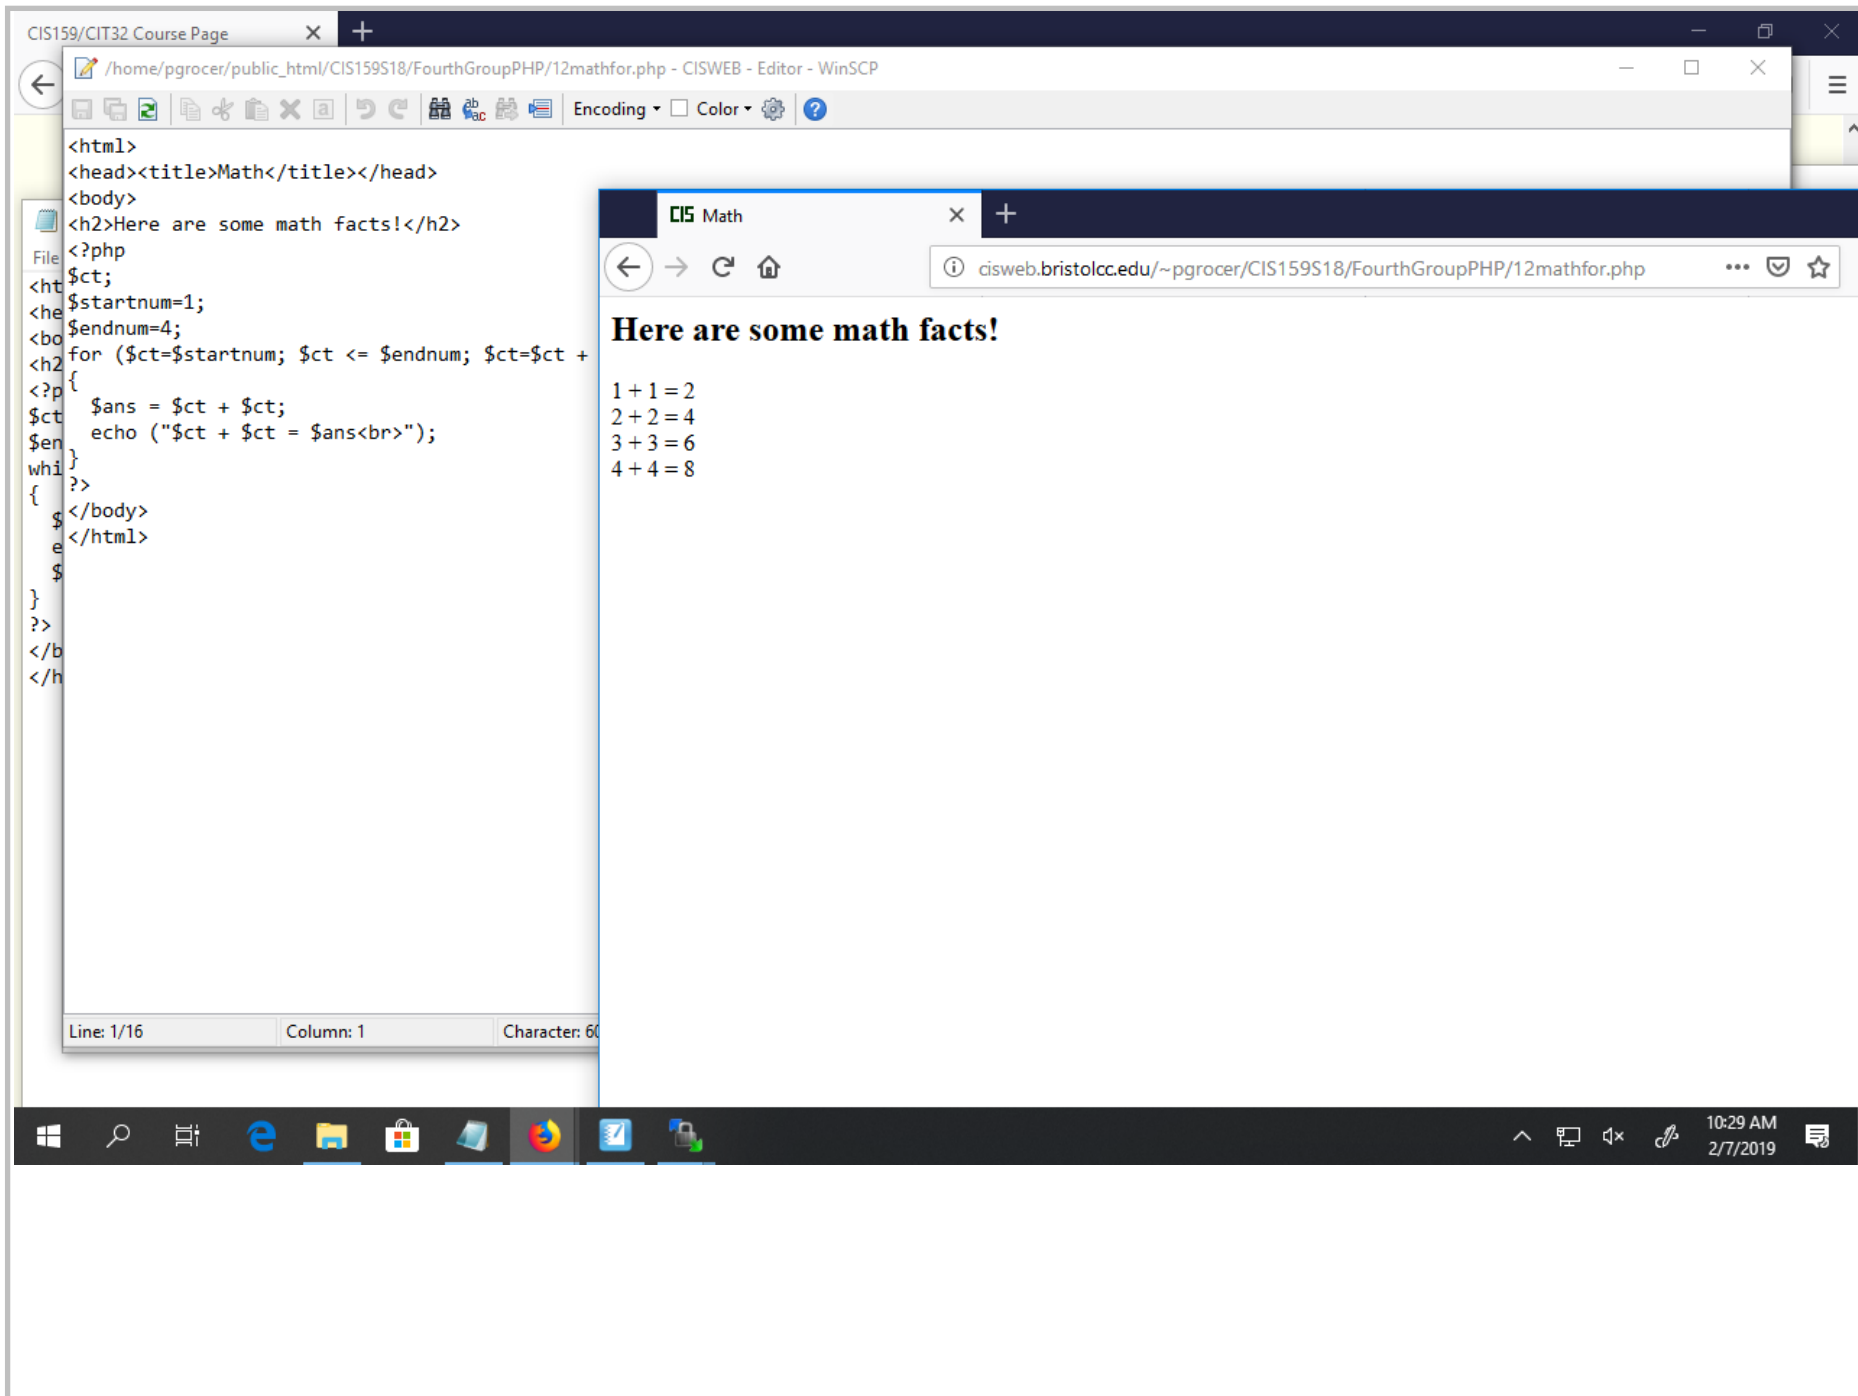 CIS159/CIT32 Course Page
/home/pgrocer/public_html/CIS159S18/FourthGroupPHP/12mathfor.php - CISWEB - Editor - WinSCP
Encoding Color
<html>
<head><title>Math</title></head>
<body>
<h2>Here are some math facts!</h2>
<?php
$ct;
$startnum=1;
$endnum=4;
for ($ct=$startnum; $ct <= $endnum; $ct=$ct +
{
$ans = $ct + $ct;
echo ("$ct + $ct = $ans<br>");
}
?>
</body>
</html>
Line: 1/16 Column: 1 Character: 60
File
<ht
<he
<bo
<h2
<?p
$ct
$en
whi
{
$
e
$
}
?>
</b
</h
CIS Math
cisweb.bristolcc.edu/~pgrocer/CIS159S18/FourthGroupPHP/12mathfor.php
Here are some math facts!
1 + 1 = 2
2 + 2 = 4
3 + 3 = 6
4 + 4 = 8
10:29 AM
2/7/2019